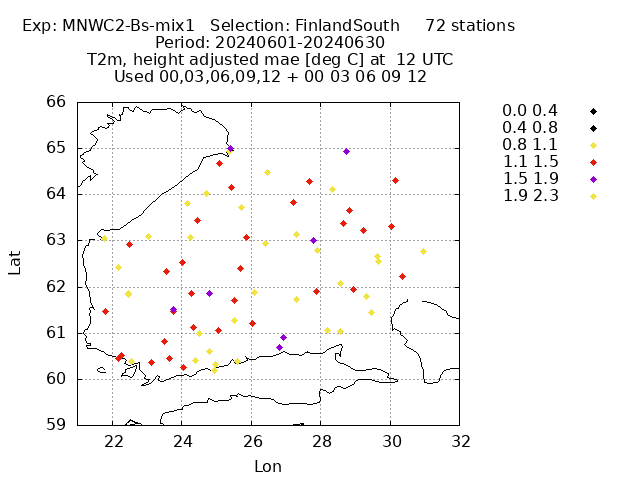 Exp: MNWC2-Bs-mix1   Selection: FinlandSouth     72 stations
Period: 20240601-20240630
T2m, height adjusted mae [deg C] at  12 UTC
Used 00,03,06,09,12 + 00 03 06 09 12
66
65
64
63
62
61
60
59
Lat
22 24 26 28 30 32
Lon
0.0 0.4
0.4 0.8
0.8 1.1
1.1 1.5
1.5 1.9
1.9 2.3